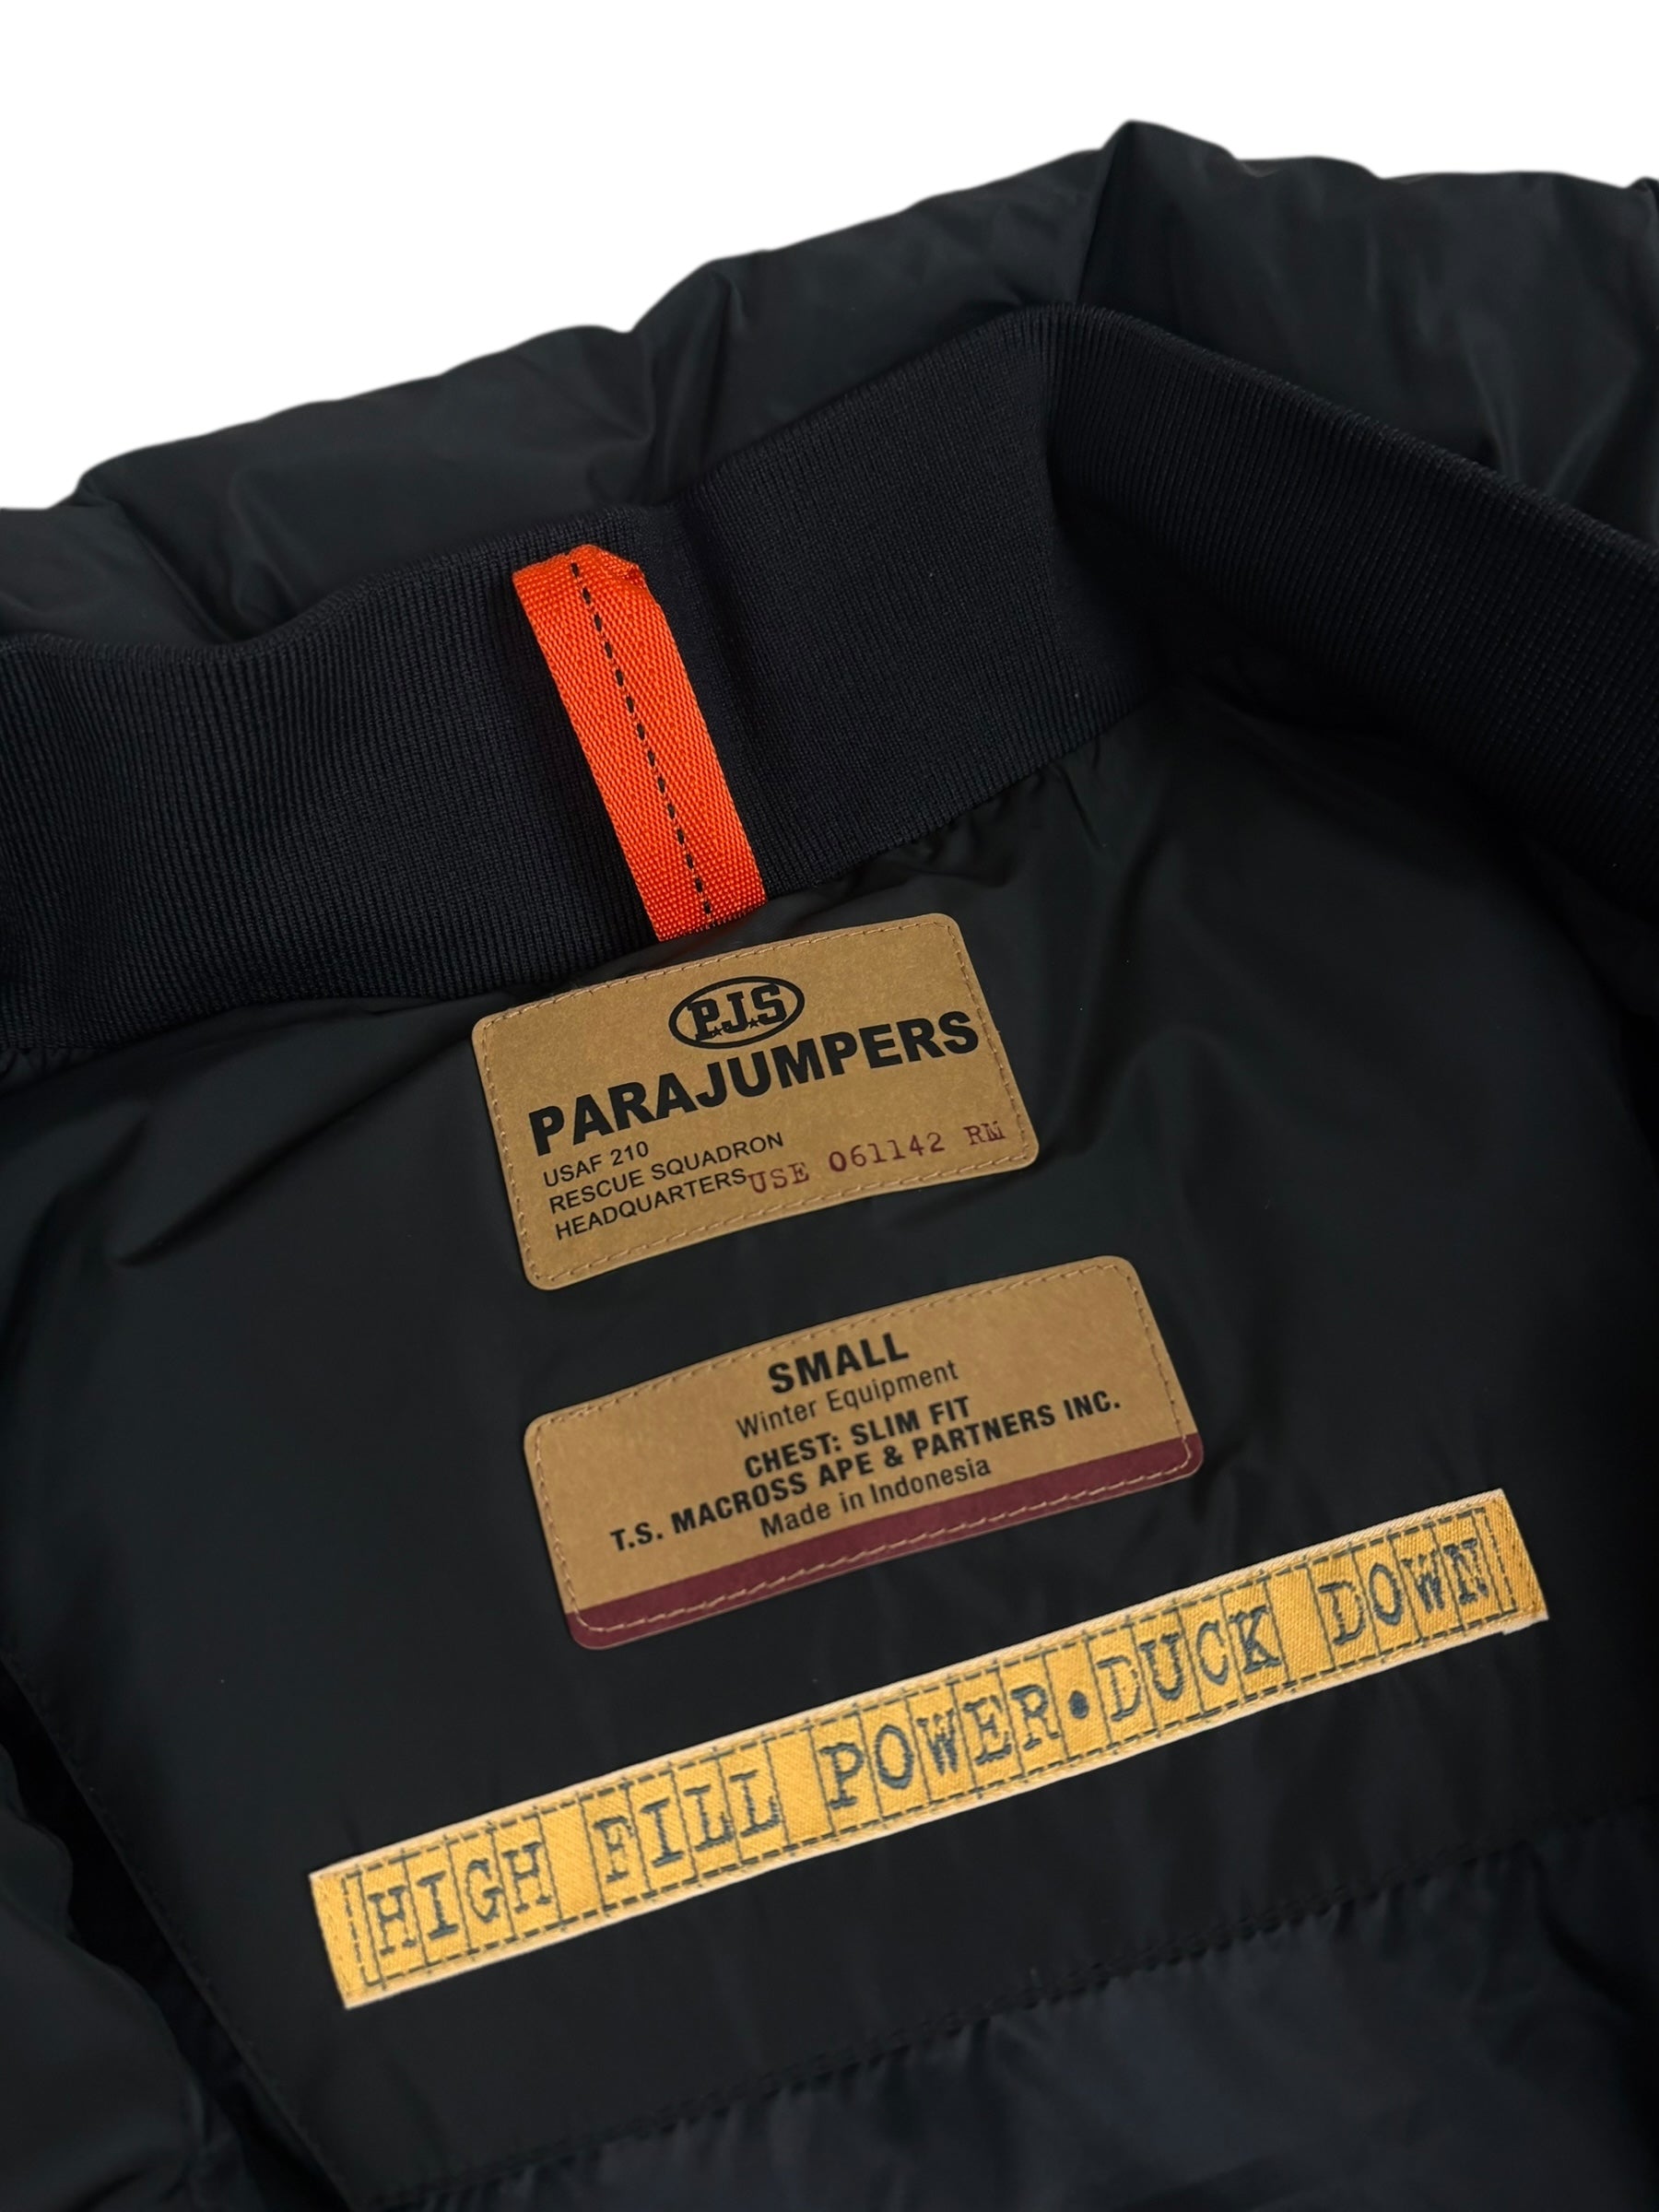 P.J.S
PARAJUMPERS
USAF 210
RESCUE SQUADRON
HEADQUARTERS
USE 061142 RM
SMALL
Winter Equipment
CHEST: SLIM FIT
T.S. MACROSS APE & PARTNERS INC.
Made in Indonesia
HIGH FILL POWER•DUCK DOWN